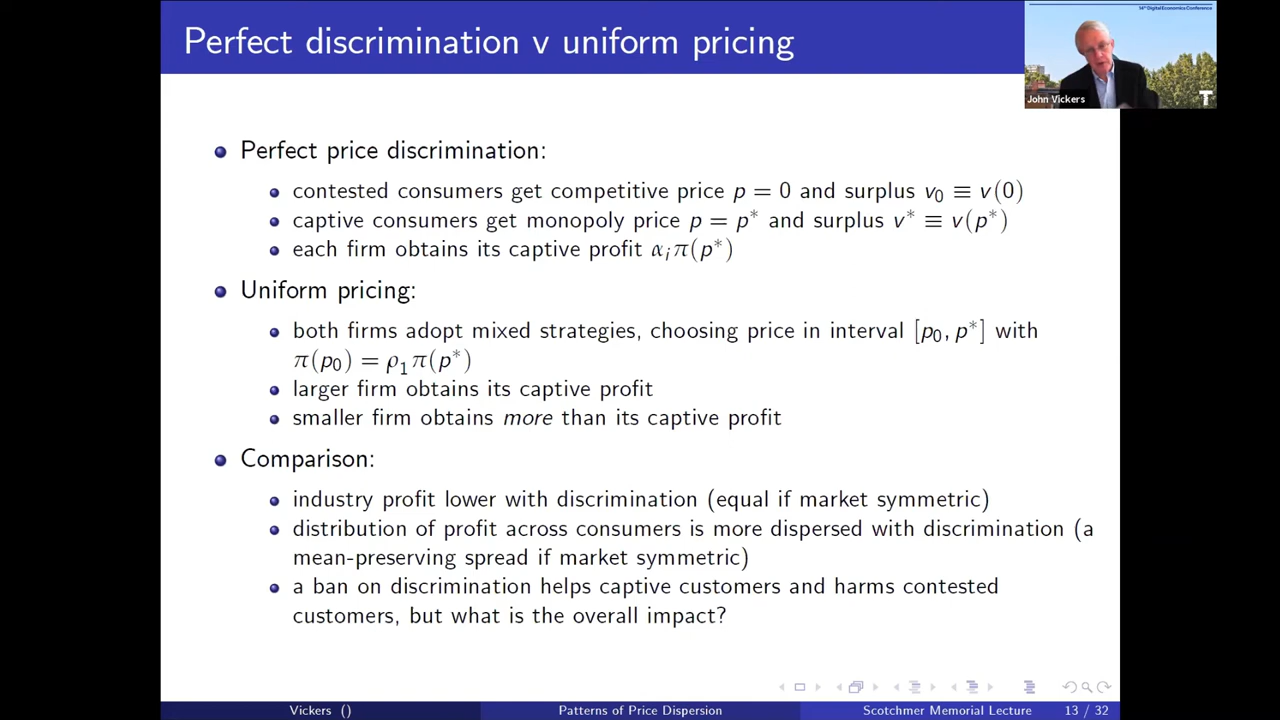 Perfect discrimination v uniform pricing
14th Digital Economics Conference
John Vickers
Perfect price discrimination:
contested consumers get competitive price p = 0 and surplus v₀ ≡ v(0)
captive consumers get monopoly price p = p* and surplus v* ≡ v(p*)
each firm obtains its captive profit αᵢπ(p*)
Uniform pricing:
both firms adopt mixed strategies, choosing price in interval [p₀, p*] with
π(p₀) = ρ₁π(p*)
larger firm obtains its captive profit
smaller firm obtains more than its captive profit
Comparison:
industry profit lower with discrimination (equal if market symmetric)
distribution of profit across consumers is more dispersed with discrimination (a
mean-preserving spread if market symmetric)
a ban on discrimination helps captive customers and harms contested
customers, but what is the overall impact?
Vickers ()
Patterns of Price Dispersion
Scotchmer Memorial Lecture
13 / 32